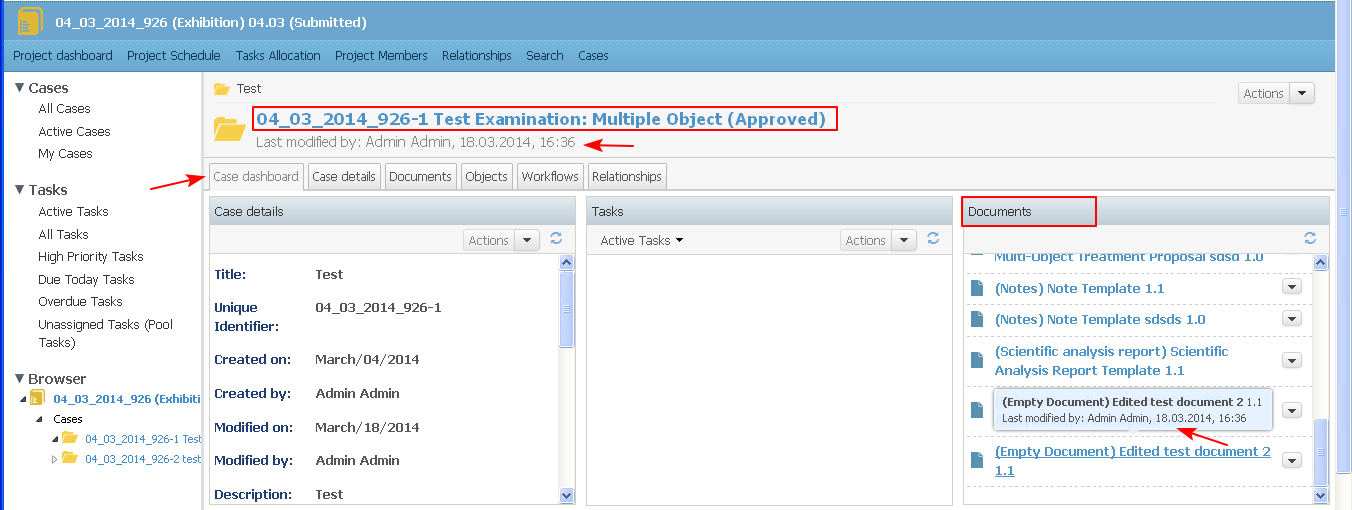 04_03_2014_926 (Exhibition) 04.03 (Submitted)
Project dashboard Project Schedule Tasks Allocation Project Members Relationships Search Cases
Cases
All Cases
Active Cases
My Cases
Tasks
Active Tasks
All Tasks
High Priority Tasks
Due Today Tasks
Overdue Tasks
Unassigned Tasks (Pool
Tasks)
Browser
04_03_2014_926 (Exhibiti
Cases
04_03_2014_926-1 Test
04_03_2014_926-2 test
Test
Actions
04_03_2014_926-1 Test Examination: Multiple Object (Approved)
Last modified by: Admin Admin, 18.03.2014, 16:36
Case dashboard Case details Documents Objects Workflows Relationships
Case details
Actions
Title: Test
Unique 04_03_2014_926-1
Identifier:
Created on: March/04/2014
Created by: Admin Admin
Modified on: March/18/2014
Modified by: Admin Admin
Description: Test
Tasks
Active Tasks Actions
Documents
Multi-Object Treatment Proposal sdsd 1.0
(Notes) Note Template 1.1
(Notes) Note Template sdsds 1.0
(Scientific analysis report) Scientific
Analysis Report Template 1.1
(Empty Document) Edited test document 2 1.1
Last modified by: Admin Admin, 18.03.2014, 16:36
(Empty Document) Edited test document 2
1.1